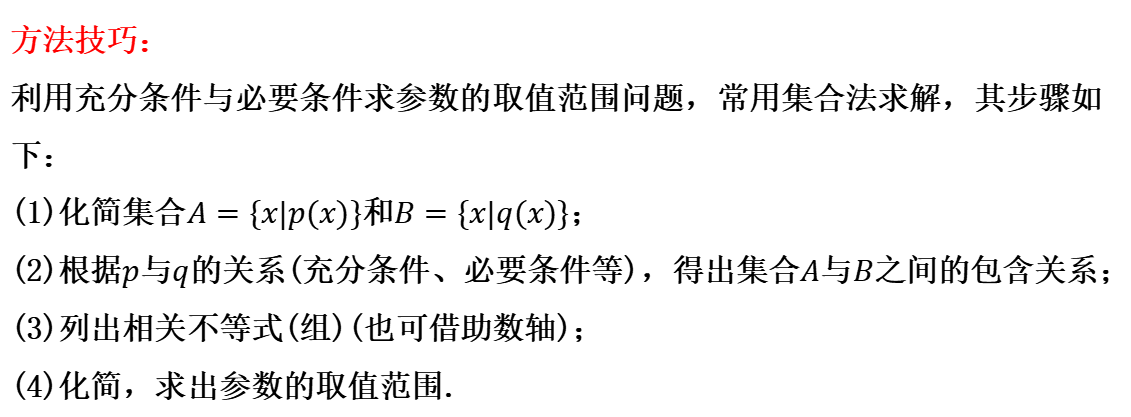 方法技巧：
利用充分条件与必要条件求参数的取值范围问题，常用集合法求解，其步骤如
下：
(1)化简集合A = {x|p(x)}和B = {x|q(x)}；
(2)根据p与q的关系(充分条件、必要条件等)，得出集合A与B之间的包含关系；
(3)列出相关不等式(组)(也可借助数轴)；
(4)化简，求出参数的取值范围.